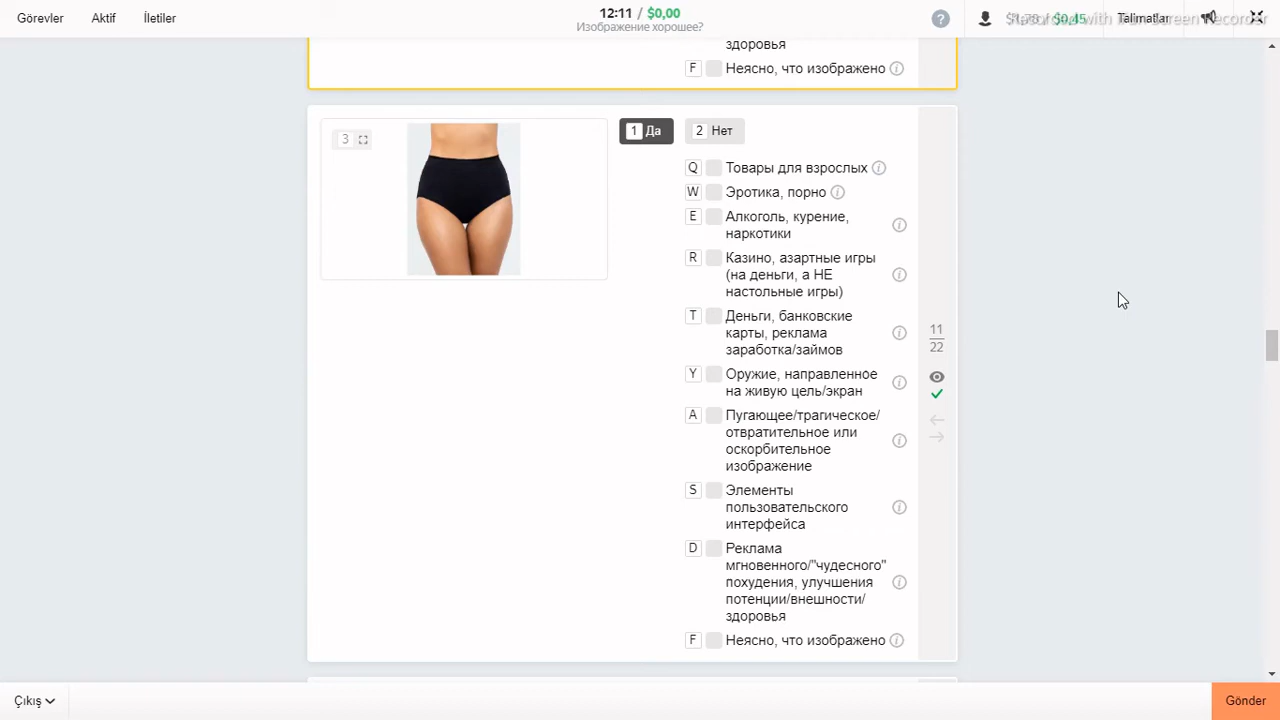 Görevler Aktif İletiler
12:11 / $0,00
Изображение хорошее?
Talimatlar
здоровья
F Неясно, что изображено
3
1 Да 2 Нет
Q Товары для взрослых
W Эротика, порно
E Алкоголь, курение,
наркотики
R Казино, азартные игры
(на деньги, а НЕ
настольные игры)
T Деньги, банковские
карты, реклама
заработка/займов
Y Оружие, направленное
на живую цель/экран
A Пугающее/трагическое/
отвратительное или
оскорбительное
изображение
S Элементы
пользовательского
интерфейса
D Реклама
мгновенного/"чудесного"
похудения, улучшения
потенции/внешности/
здоровья
F Неясно, что изображено
11
22
Çıkış
Gönder